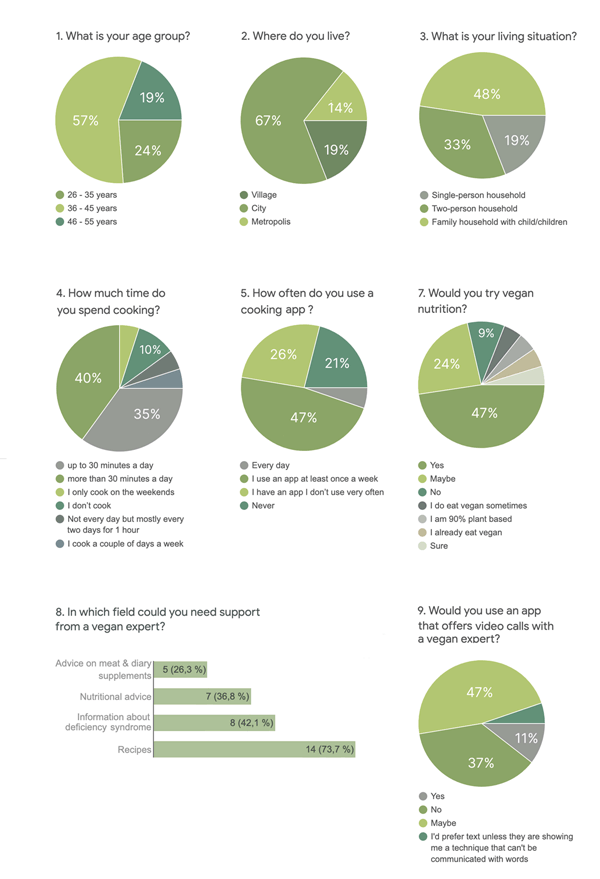 1. What is your age group?
57%
19%
24%
26 - 35 years
36 - 45 years
46 - 55 years
2. Where do you live?
67%
14%
19%
Village
City
Metropolis
3. What is your living situation?
48%
33%
19%
Single-person household
Two-person household
Family household with child/children
4. How much time do
you spend cooking?
10%
40%
35%
up to 30 minutes a day
more than 30 minutes a day
I only cook on the weekends
I don't cook
Not every day but mostly every
two days for 1 hour
I cook a couple of days a week
5. How often do you use a
cooking app ?
26%
21%
47%
Every day
I use an app at least once a week
I have an app I don't use very often
Never
7. Would you try vegan
nutrition?
9%
24%
47%
Yes
Maybe
No
I do eat vegan sometimes
I am 90% plant based
I already eat vegan
Sure
8. In which field could you need support
from a vegan expert?
Advice on meat & diary
supplements
5 (26,3 %)
Nutritional advice
7 (36,8 %)
Information about
deficiency syndrome
8 (42,1 %)
Recipes
14 (73,7 %)
9. Would you use an app
that offers video calls with
a vegan expert?
47%
11%
37%
Yes
No
Maybe
I'd prefer text unless they are showing
me a technique that can't be
communicated with words